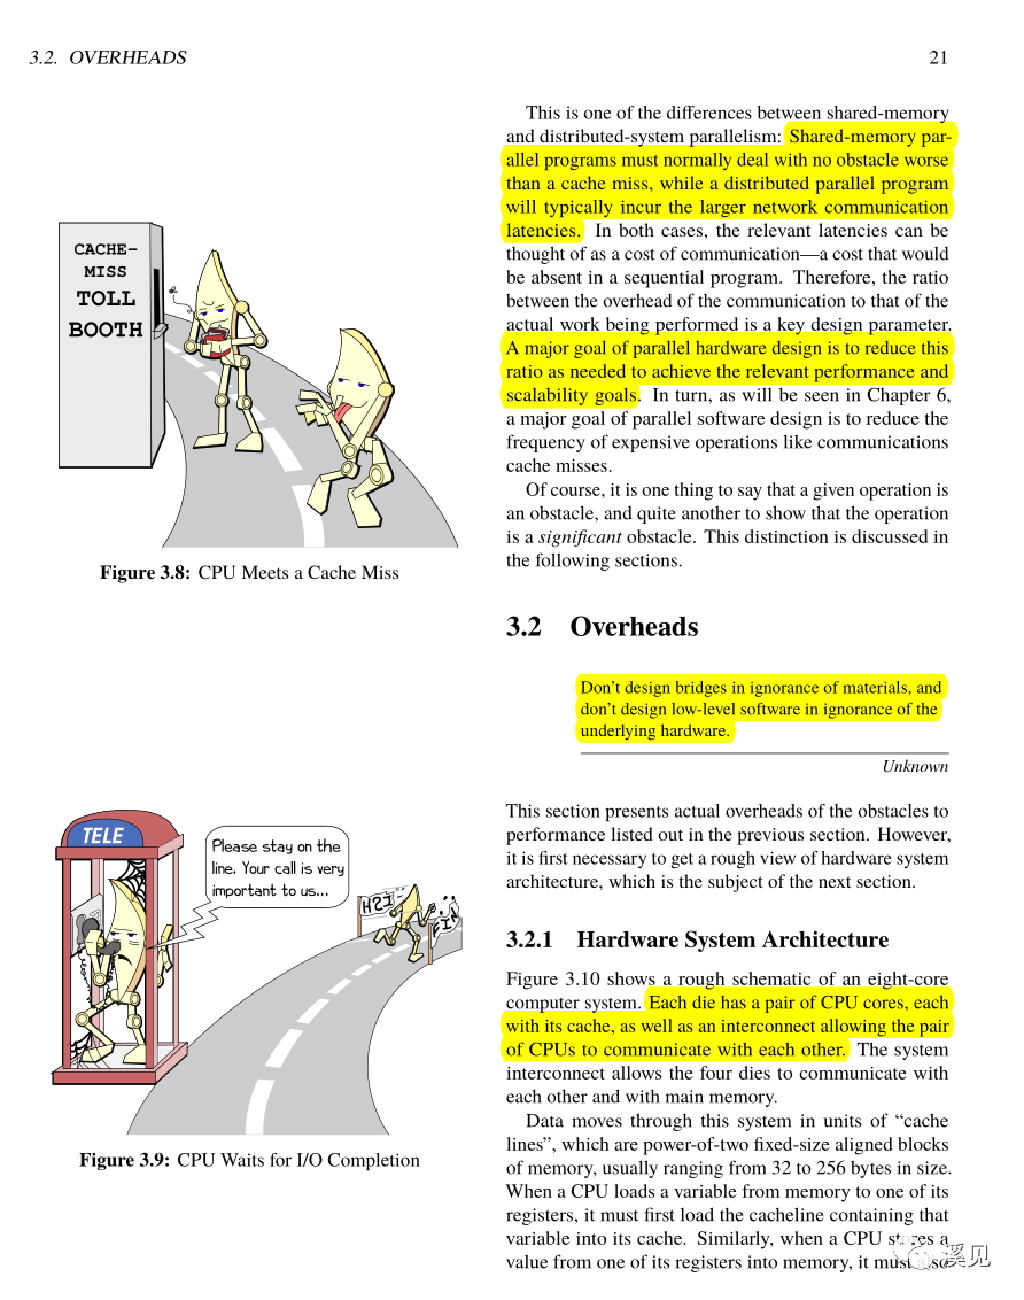 3.2. OVERHEADS
21
CACHE-
MISS
TOLL
BOOTH
Figure 3.8: CPU Meets a Cache Miss
TELE
Please stay on the
line. Your call is very
important to us...
Figure 3.9: CPU Waits for I/O Completion
This is one of the differences between shared-memory
and distributed-system parallelism: Shared-memory par-
allel programs must normally deal with no obstacle worse
than a cache miss, while a distributed parallel program
will typically incur the larger network communication
latencies. In both cases, the relevant latencies can be
thought of as a cost of communication—a cost that would
be absent in a sequential program. Therefore, the ratio
between the overhead of the communication to that of the
actual work being performed is a key design parameter.
A major goal of parallel hardware design is to reduce this
ratio as needed to achieve the relevant performance and
scalability goals. In turn, as will be seen in Chapter 6,
a major goal of parallel software design is to reduce the
frequency of expensive operations like communications
cache misses.
Of course, it is one thing to say that a given operation is
an obstacle, and quite another to show that the operation
is a significant obstacle. This distinction is discussed in
the following sections.
3.2 Overheads
Don't design bridges in ignorance of materials, and
don't design low-level software in ignorance of the
underlying hardware.
Unknown
This section presents actual overheads of the obstacles to
performance listed out in the previous section. However,
it is first necessary to get a rough view of hardware system
architecture, which is the subject of the next section.
3.2.1 Hardware System Architecture
Figure 3.10 shows a rough schematic of an eight-core
computer system. Each die has a pair of CPU cores, each
with its cache, as well as an interconnect allowing the pair
of CPUs to communicate with each other. The system
interconnect allows the four dies to communicate with
each other and with main memory.
Data moves through this system in units of “cache
lines”, which are power-of-two fixed-size aligned blocks
of memory, usually ranging from 32 to 256 bytes in size.
When a CPU loads a variable from memory to one of its
registers, it must first load the cacheline containing that
variable into its cache. Similarly, when a CPU stores a
value from one of its registers into memory, it must also
溪见